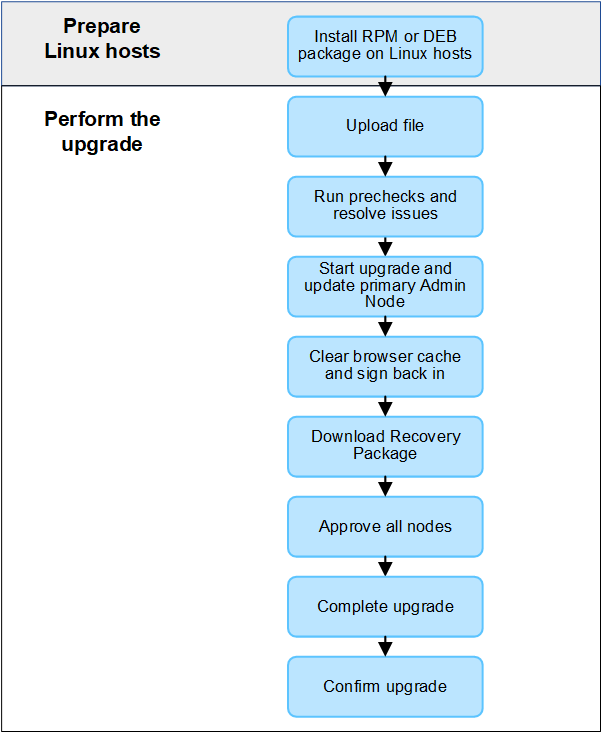 Prepare
Linux hosts
Install RPM or DEB
package on Linux hosts
Perform the
upgrade
Upload file
Run prechecks and
resolve issues
Start upgrade and
update primary Admin
Node
Clear browser cache
and sign back in
Download Recovery
Package
Approve all nodes
Complete upgrade
Confirm upgrade